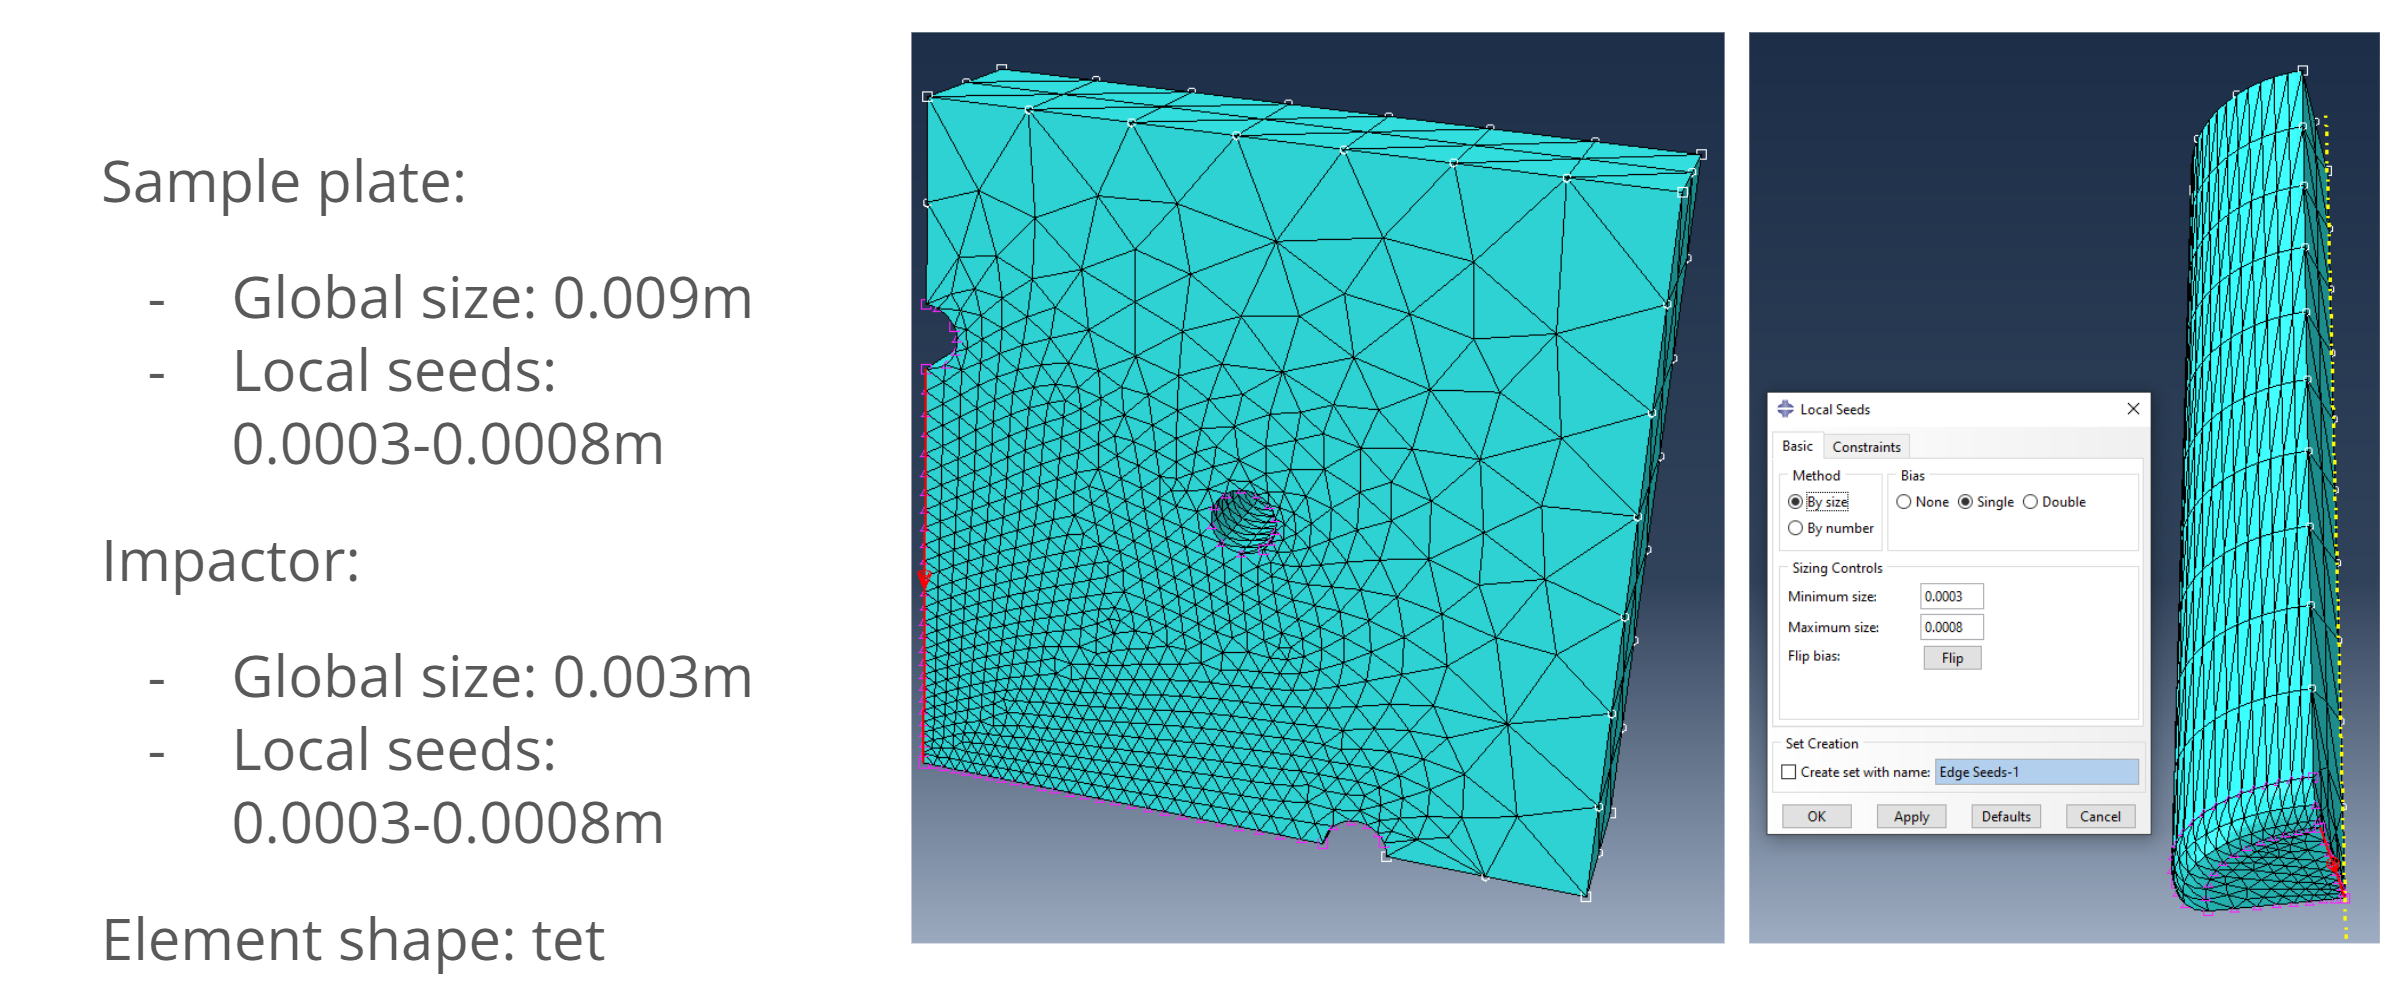 Sample plate:
- Global size: 0.009m
- Local seeds:
0.0003-0.0008m
Impactor:
- Global size: 0.003m
- Local seeds:
0.0003-0.0008m
Element shape: tet
Local Seeds
Basic Constraints
Method Bias
By size None Single Double
By number
Sizing Controls
Minimum size: 0.0003
Maximum size: 0.0008
Flip bias: Flip
Set Creation
Create set with name: Edge Seeds-1
OK Apply Defaults Cancel